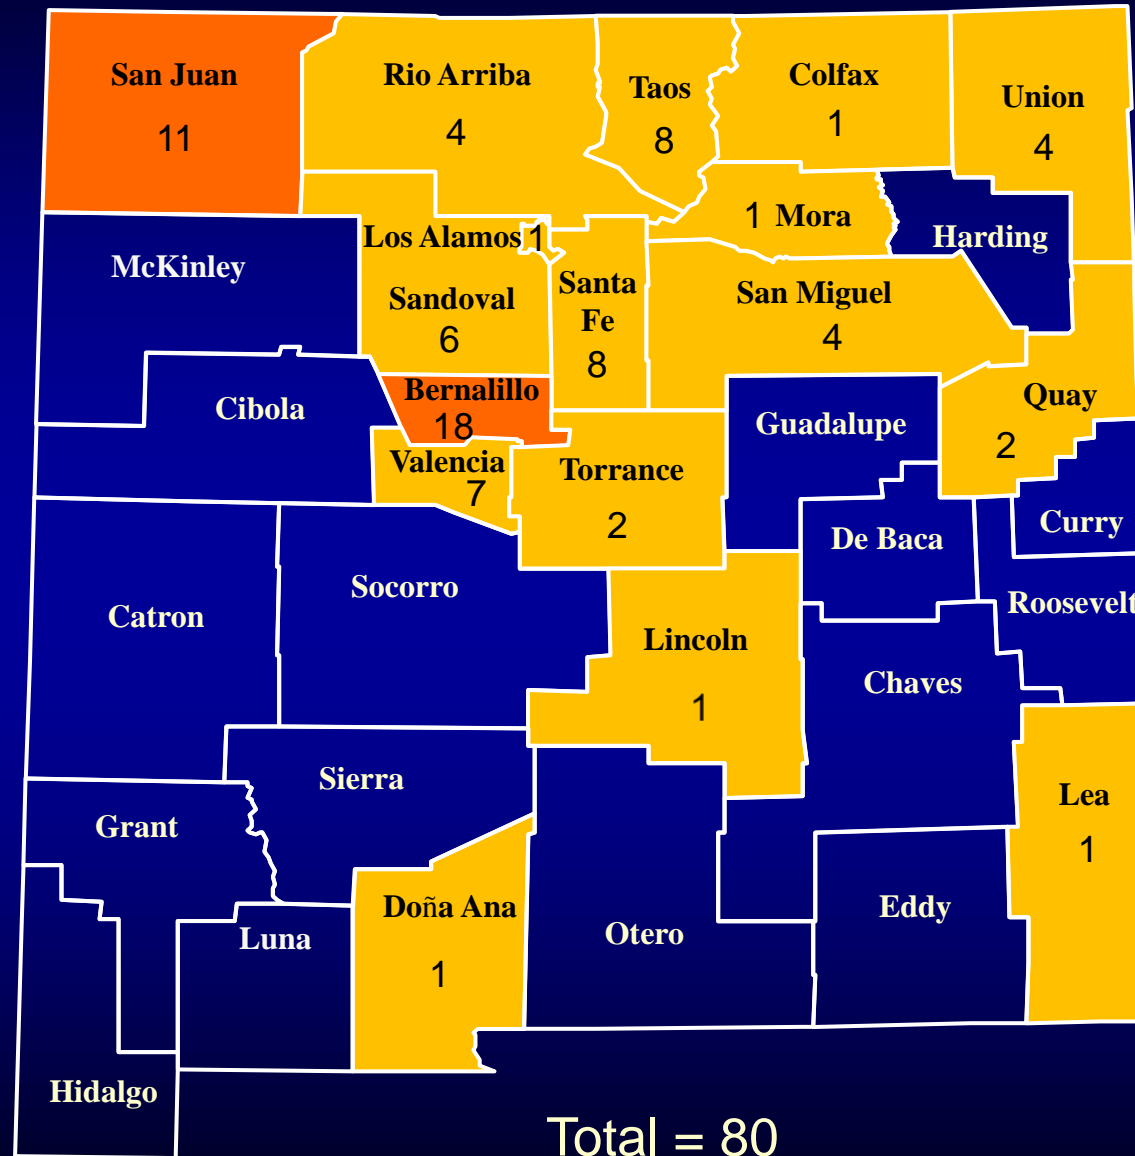 San Juan
11
Rio Arriba
4
Taos
8
Colfax
1
Union
4
1 Mora
Harding
Los Alamos 1
McKinley
Sandoval
6
Santa
Fe
8
San Miguel
4
Bernalillo
18
Cibola
Guadalupe
Quay
2
Valencia
7
Torrance
2
Curry
De Baca
Roosevelt
Socorro
Catron
Lincoln
1
Chaves
Sierra
Lea
1
Grant
Doña Ana
1
Eddy
Otero
Luna
Hidalgo
Total = 80